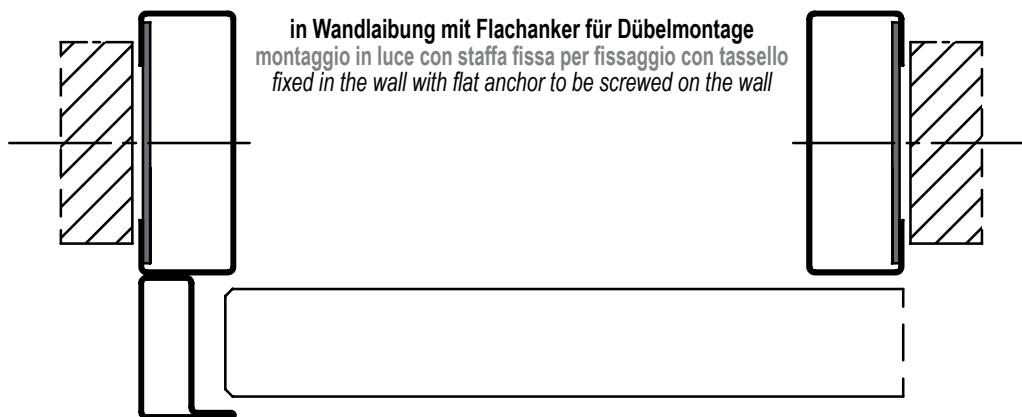 in Wandlaibung mit Flachanker für Dübelmontage
montaggio in luce con staffa fissa per fissaggio con tassello
fixed in the wall with flat anchor to be screwed on the wall